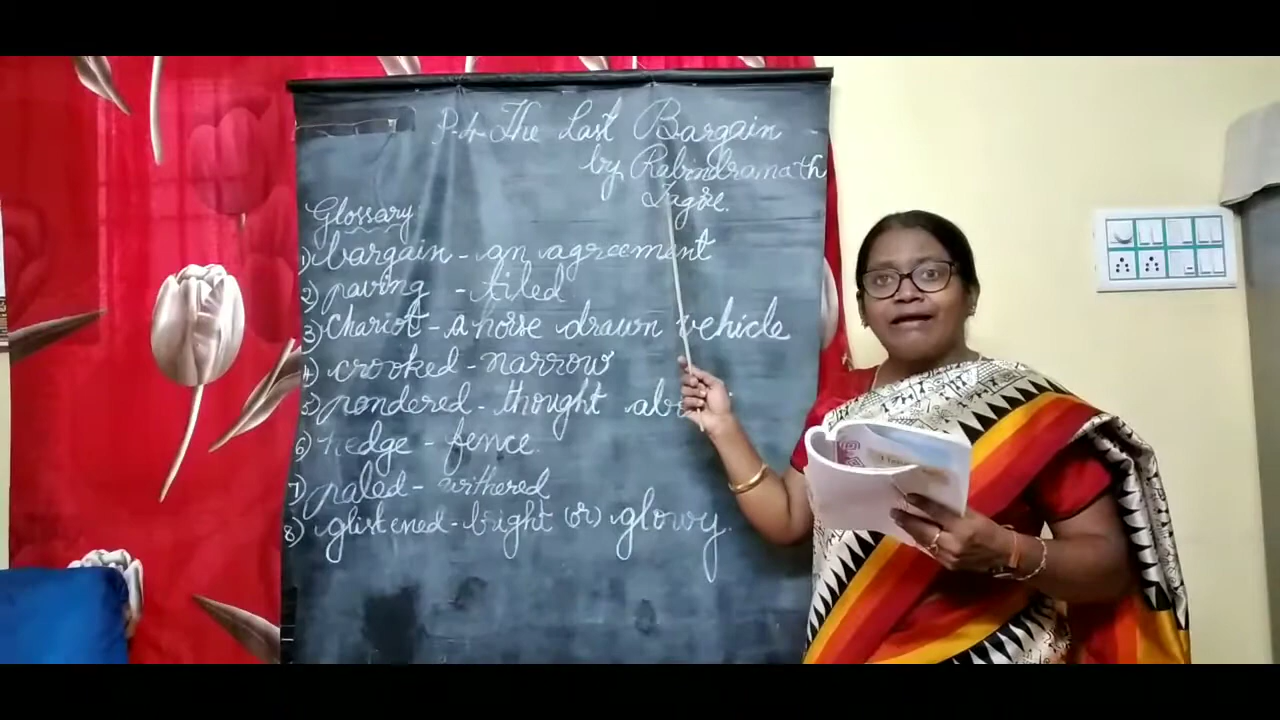 P-4 The Last Bargain
by Rabindranath
Tagore.
Glossary
1) bargain - an agreement
2) paving - tiled
3) Chariot - a horse drawn vehicle
4) crooked - narrow
5) pondered - thought
6) hedge - fence.
7) paled - withered
8) glistened - bright (or) glowy.